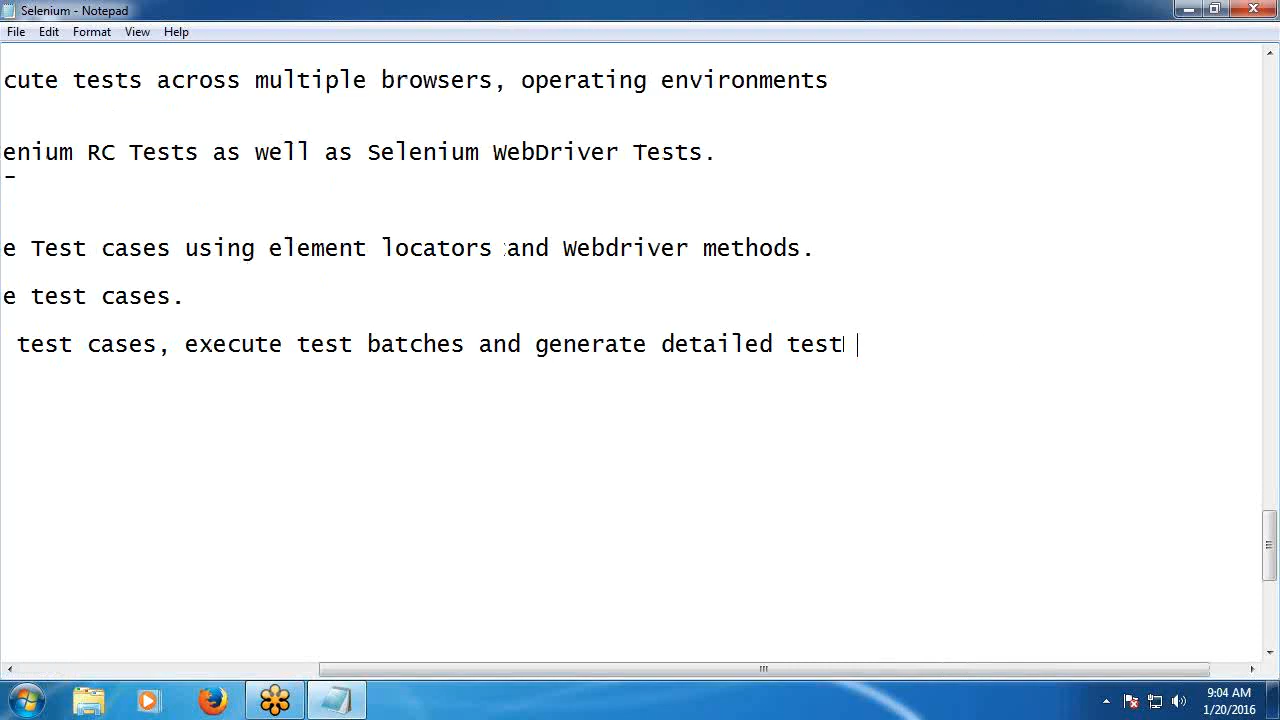 Selenium - Notepad
File Edit Format View Help
cute tests across multiple browsers, operating environments
enium RC Tests as well as Selenium WebDriver Tests.
-
e Test cases using element locators and Webdriver methods.
e test cases.
test cases, execute test batches and generate detailed test
9:04 AM
1/20/2016